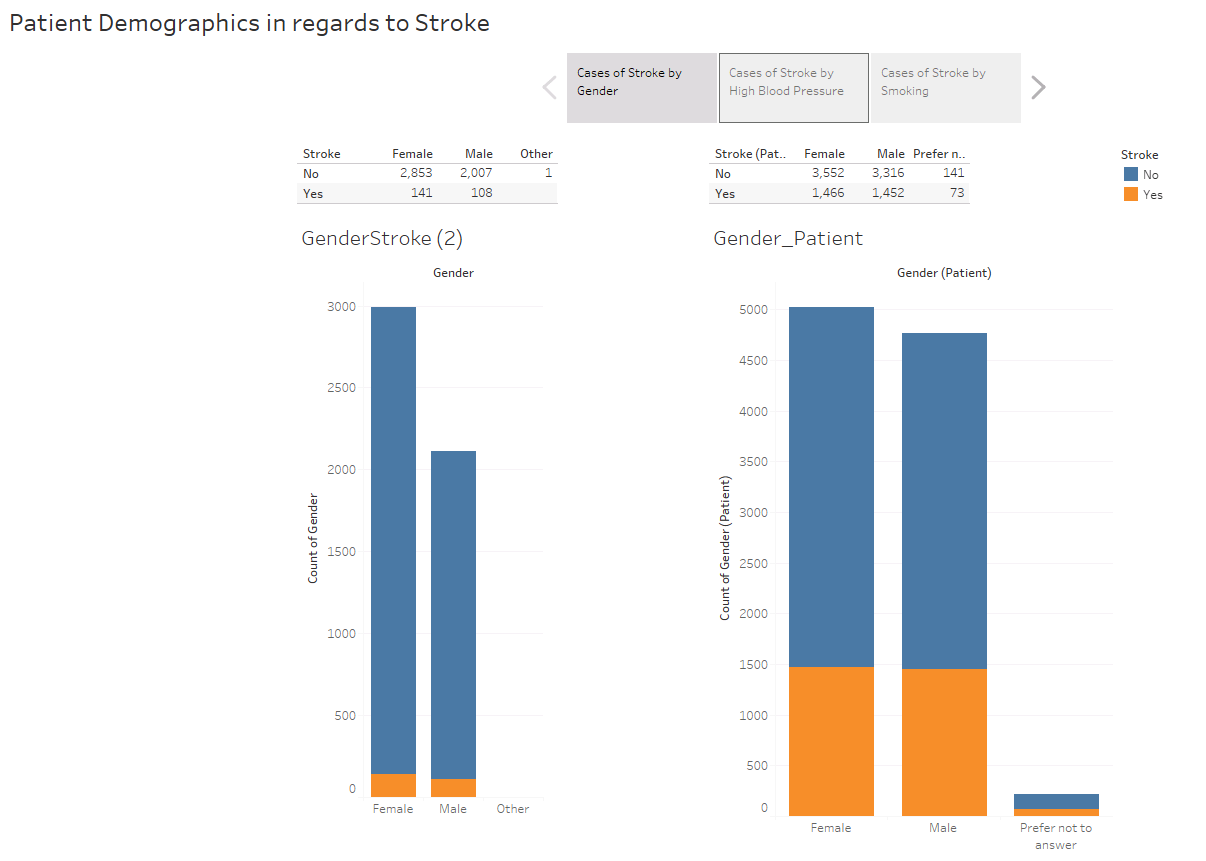 Patient Demographics in regards to Stroke
Cases of Stroke by
Gender
Cases of Stroke by
High Blood Pressure
Cases of Stroke by
Smoking
Stroke Female Male Other
No 2,853 2,007 1
Yes 141 108
Stroke (Pat.. Female Male Prefer n..
No 3,552 3,316 141
Yes 1,466 1,452 73
Stroke
No
Yes
GenderStroke (2)
Gender
Count of Gender
3000
2500
2000
1500
1000
500
0
Female Male Other
Gender_Patient
Gender (Patient)
Count of Gender (Patient)
5000
4500
4000
3500
3000
2500
2000
1500
1000
500
0
Female Male Prefer not to
answer